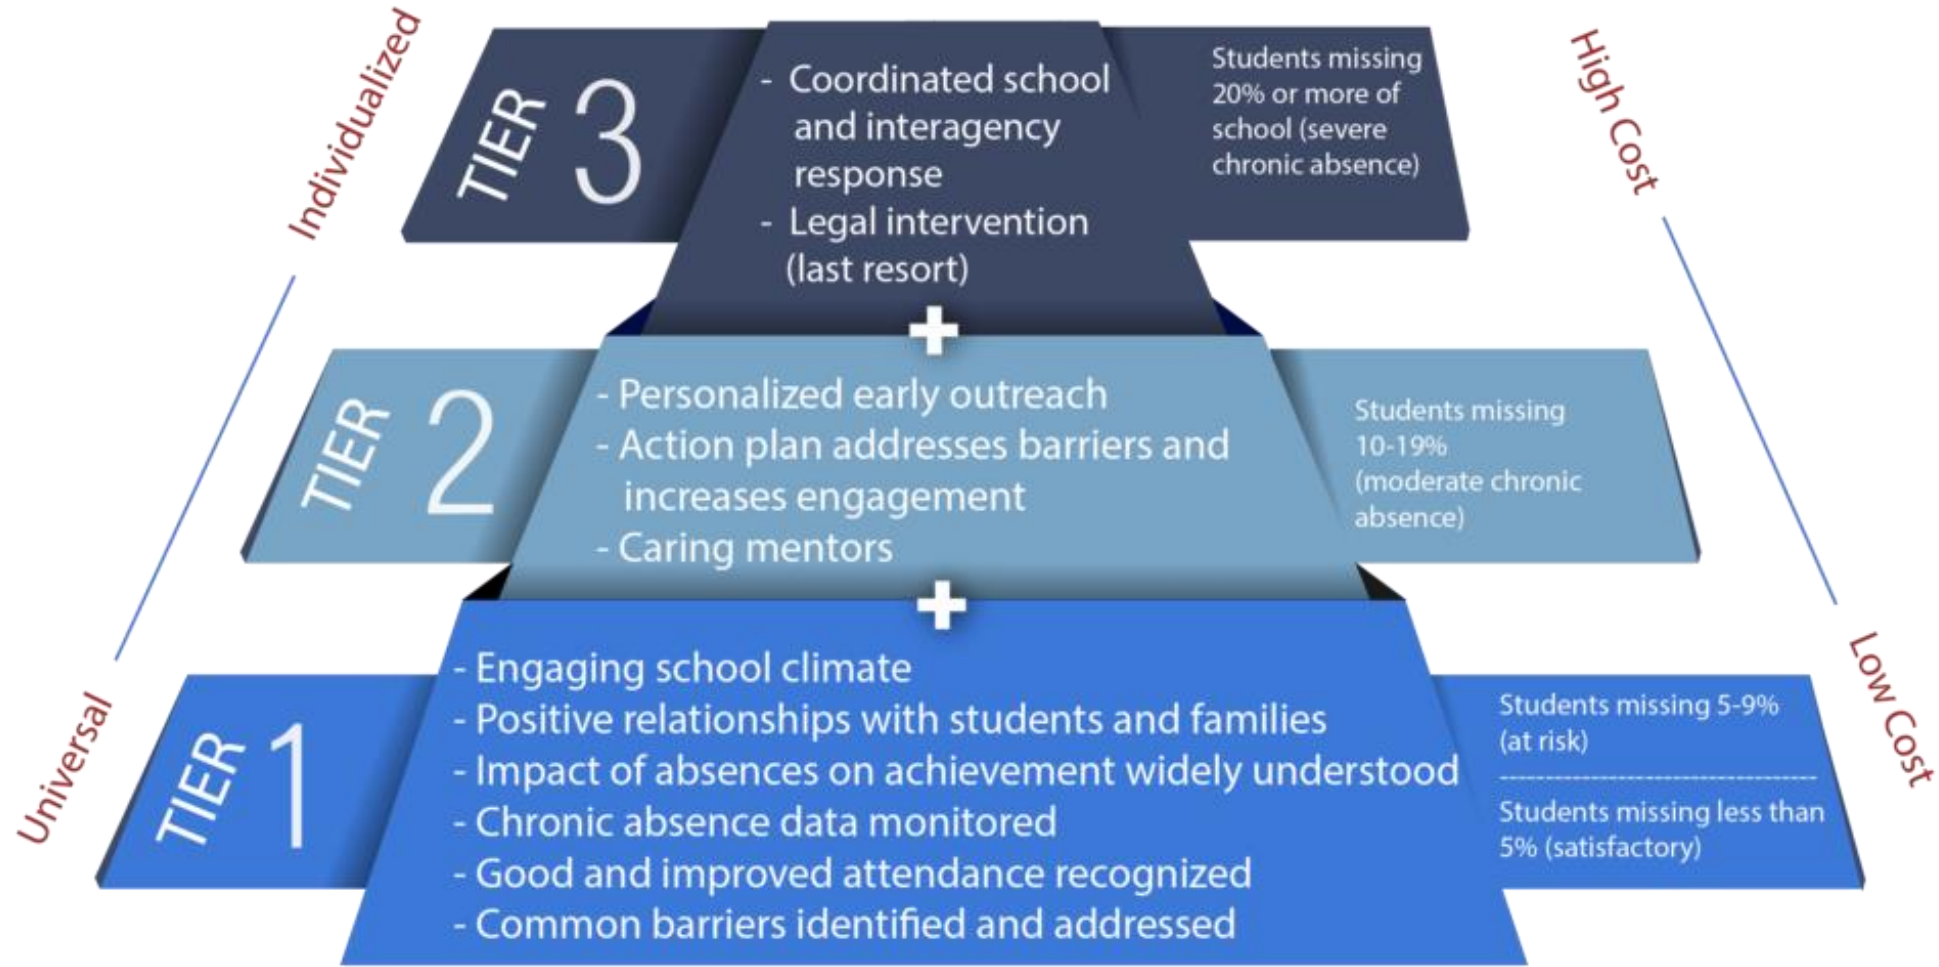 Individualized
Universal
High Cost
Low Cost
TIER 3
- Coordinated school
and interagency
response
- Legal intervention
(last resort)
Students missing
20% or more of
school (severe
chronic absence)
+
TIER 2
- Personalized early outreach
- Action plan addresses barriers and
increases engagement
- Caring mentors
Students missing
10-19%
(moderate chronic
absence)
+
TIER 1
- Engaging school climate
- Positive relationships with students and families
- Impact of absences on achievement widely understood
- Chronic absence data monitored
- Good and improved attendance recognized
- Common barriers identified and addressed
Students missing 5-9%
(at risk)
-----------------------------------
Students missing less than
5% (satisfactory)